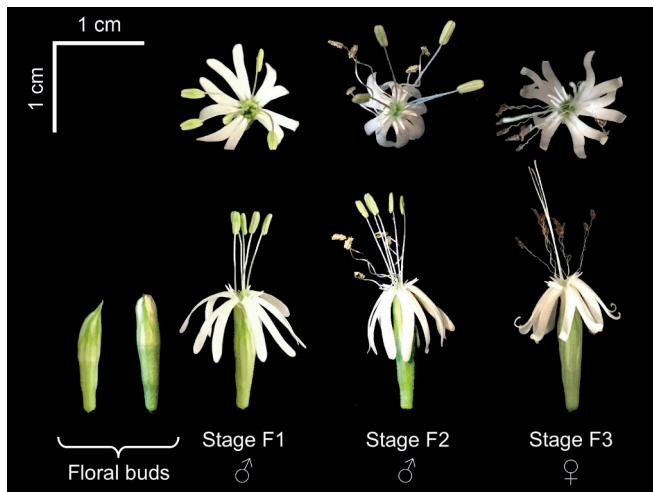 1 cm
1 cm
Stage F1
Stage F2
Stage F3
Floral buds
♂
♂
♀